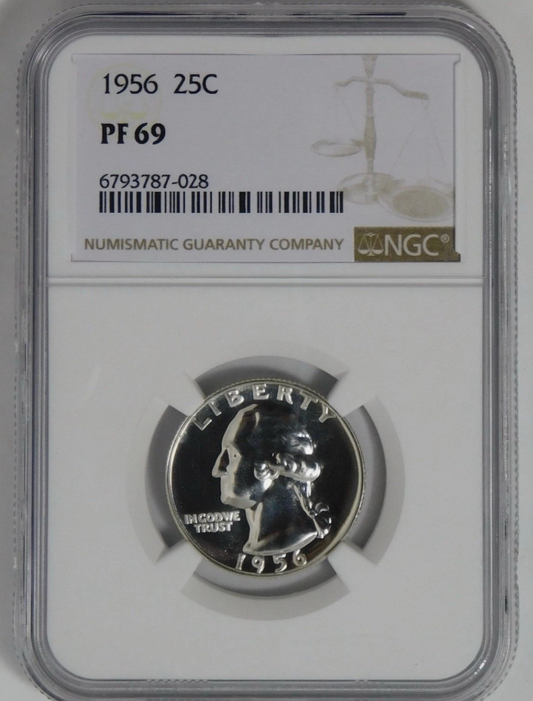 1956 25C
PF 69
6793787-028
NUMISMATIC GUARANTY COMPANY NGC®
LIBERTY
IN GOD WE
TRUST
1956